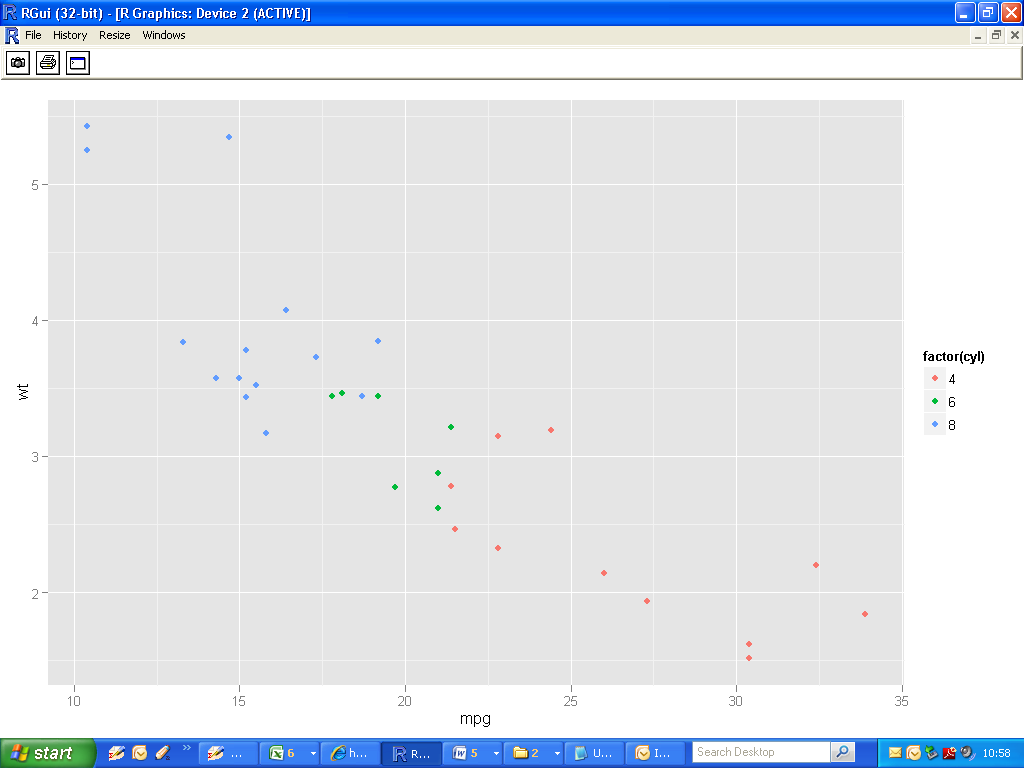 RGui (32-bit) - [R Graphics: Device 2 (ACTIVE)]
File History Resize Windows
5
4
3
2
wt
10 15 20 25 30 35
mpg
factor(cyl)
4
6
8
start ... 6 h... R... 5 2 U... I... Search Desktop 10:58